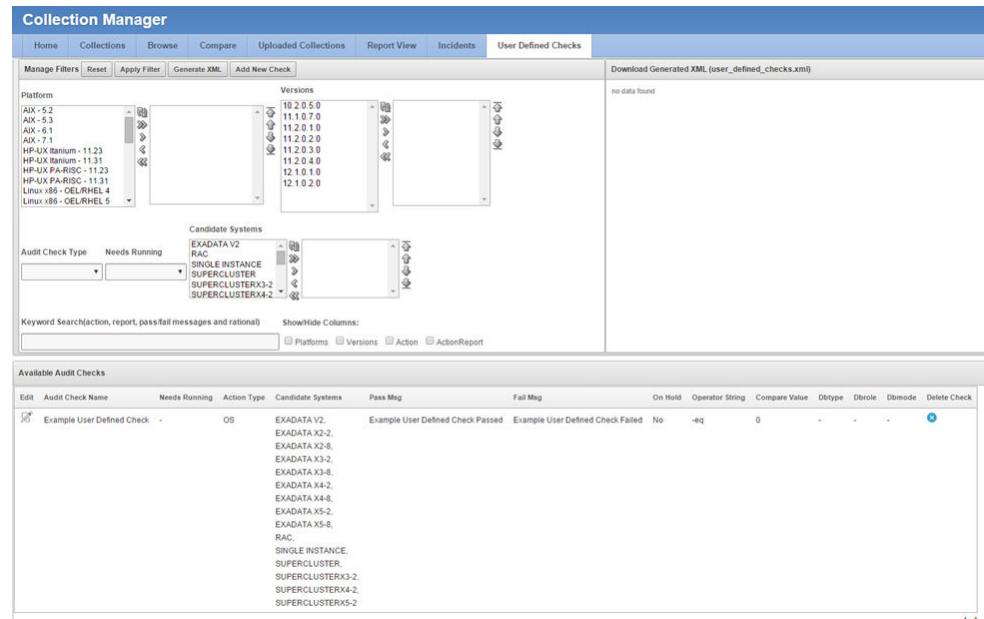 Collection Manager
Home Collections Browse Compare Uploaded Collections Report View Incidents User Defined Checks
Manage Filters Reset Apply Filter Generate XML Add New Check
Platform
AIX - 5.2
AIX - 5.3
AIX - 6.1
AIX - 7.1
HP-UX Itanium - 11.23
HP-UX Itanium - 11.31
HP-UX PA-RISC - 11.23
HP-UX PA-RISC - 11.31
Linux x86 - OEL/RHEL 4
Linux x86 - OEL/RHEL 5
Versions
10.2.0.5.0
11.1.0.7.0
11.2.0.1.0
11.2.0.2.0
11.2.0.3.0
11.2.0.4.0
12.1.0.1.0
12.1.0.2.0
Audit Check Type Needs Running
Candidate Systems
EXADATA V2
RAC
SINGLE INSTANCE
SUPERCLUSTER
SUPERCLUSTERX3-2
SUPERCLUSTERX4-2
Keyword Search(action, report, pass/fail messages and rational)
Show/Hide Columns:
Platforms Versions Action ActionReport
Download Generated XML (user_defined_checks.xml)
no data found
Available Audit Checks
Edit Audit Check Name Needs Running Action Type Candidate Systems Pass Msg Fail Msg On Hold Operator String Compare Value Dbtype Dbrole Dbmode Delete Check
Example User Defined Check - OS EXADATA V2, Example User Defined Check Passed Example User Defined Check Failed No -eq 0 - - -
EXADATA X2-2,
EXADATA X2-8,
EXADATA X3-2,
EXADATA X3-8,
EXADATA X4-2,
EXADATA X4-8,
EXADATA X5-2,
EXADATA X5-8,
RAC,
SINGLE INSTANCE,
SUPERCLUSTER,
SUPERCLUSTERX3-2,
SUPERCLUSTERX4-2,
SUPERCLUSTERX5-2